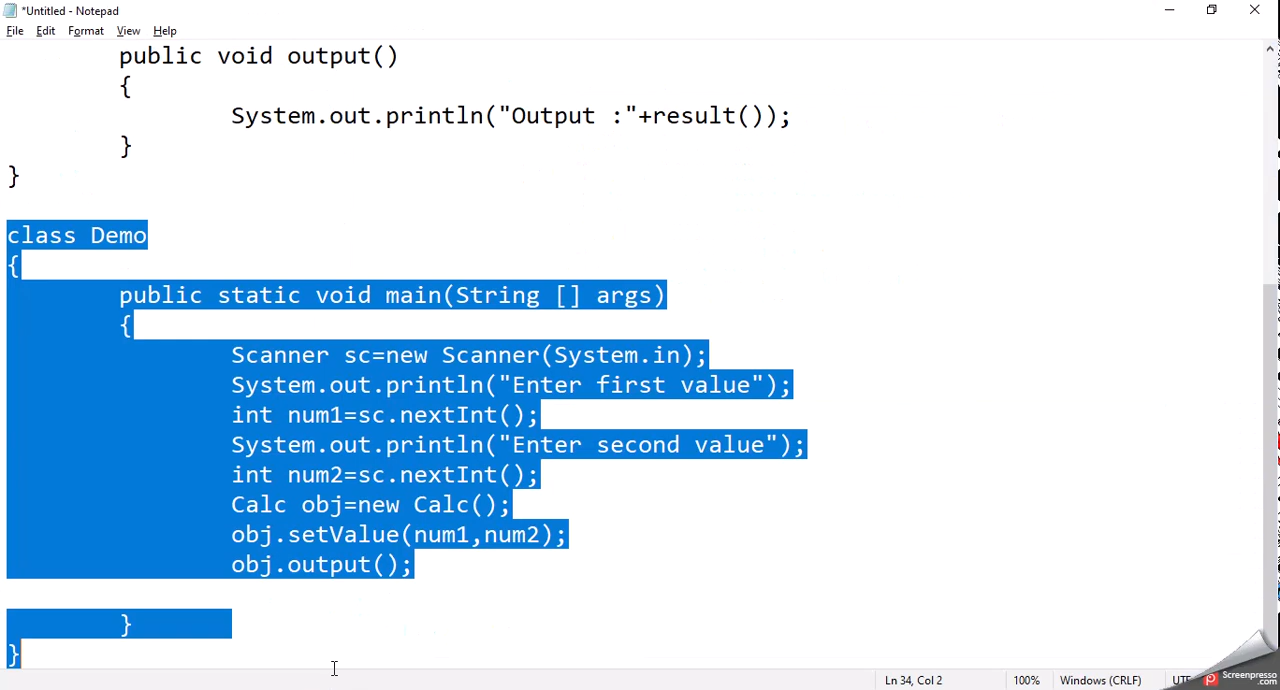 *Untitled - Notepad
File Edit Format View Help
public void output()
{
System.out.println("Output :"+result());
}
}
class Demo
{
public static void main(String [] args)
{
Scanner sc=new Scanner(System.in);
System.out.println("Enter first value");
int num1=sc.nextInt();
System.out.println("Enter second value");
int num2=sc.nextInt();
Calc obj=new Calc();
obj.setValue(num1,num2);
obj.output();
}
}
Ln 34, Col 2 100% Windows (CRLF)
Screenpresso
.com